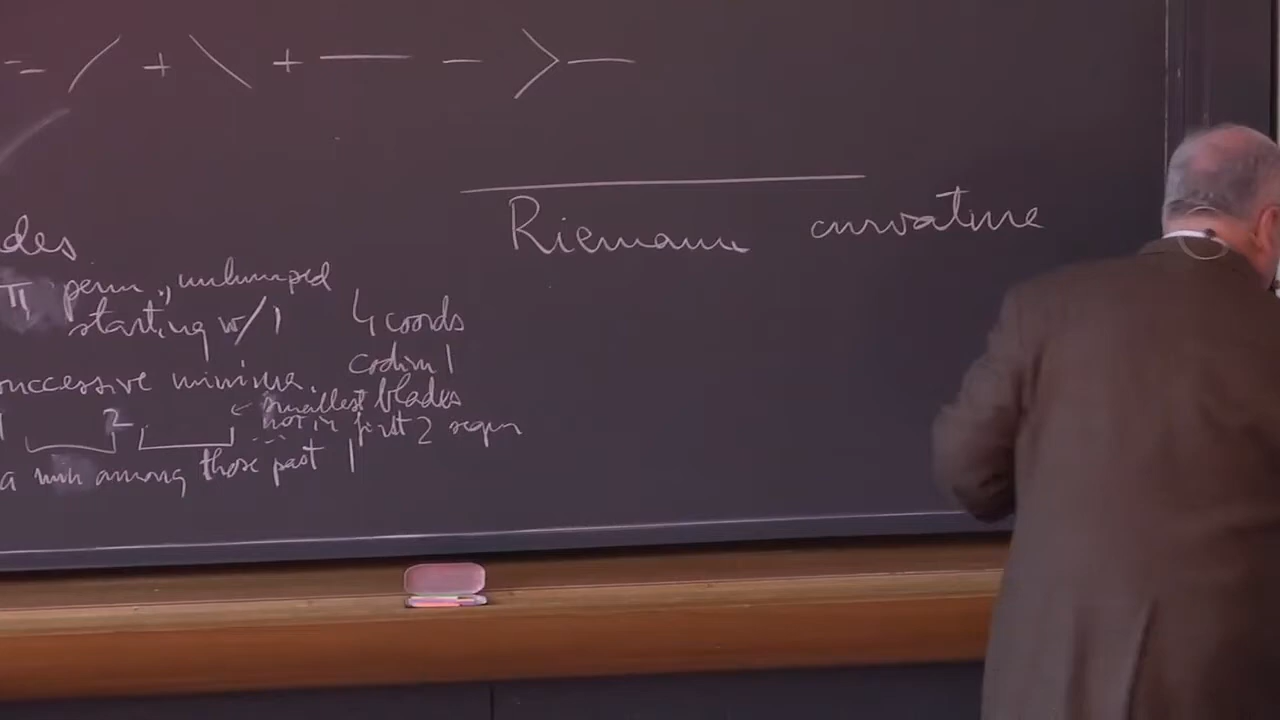 = / + \ + — - >—
Riemann curvature
des
π, perm., unlumped
starting w/1
4 coords
codim 1
successive minima.
← smallest blades
not in first 2 seqn
1 2
a min among those past 1